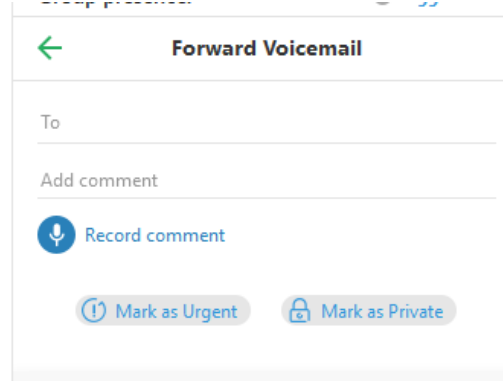 Forward Voicemail
To
Add comment
Record comment
Mark as Urgent
Mark as Private